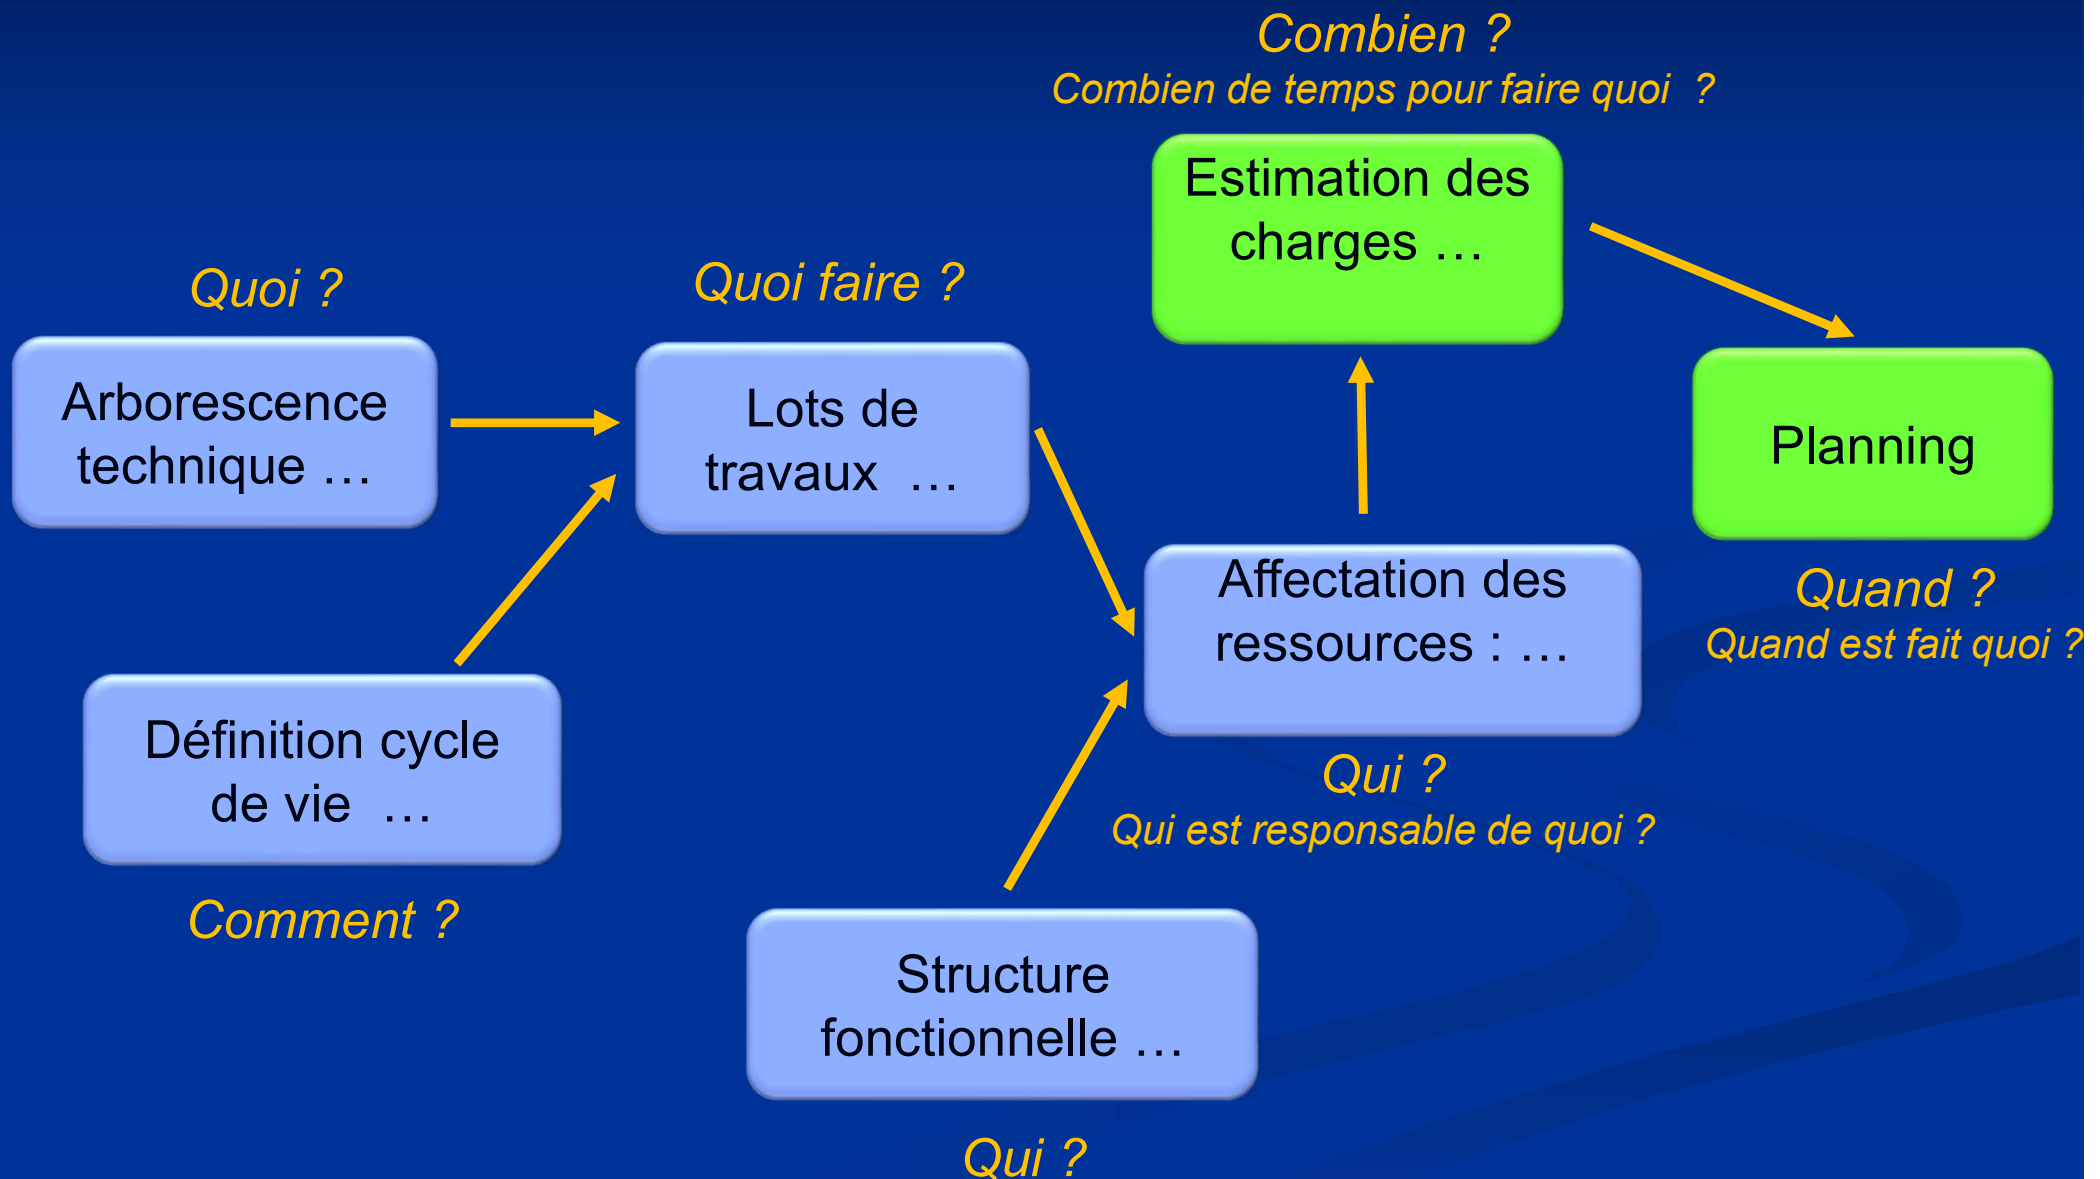 Combien ?
Combien de temps pour faire quoi  ?
Estimation des
charges …
Quoi ?
Quoi faire ?
Arborescence
technique …
Lots de
travaux  …
Planning
Quand ?
Quand est fait quoi ?
Affectation des
ressources : …
Qui ?
Qui est responsable de quoi ?
Définition cycle
de vie  …
Comment ?
Structure
fonctionnelle …
Qui ?